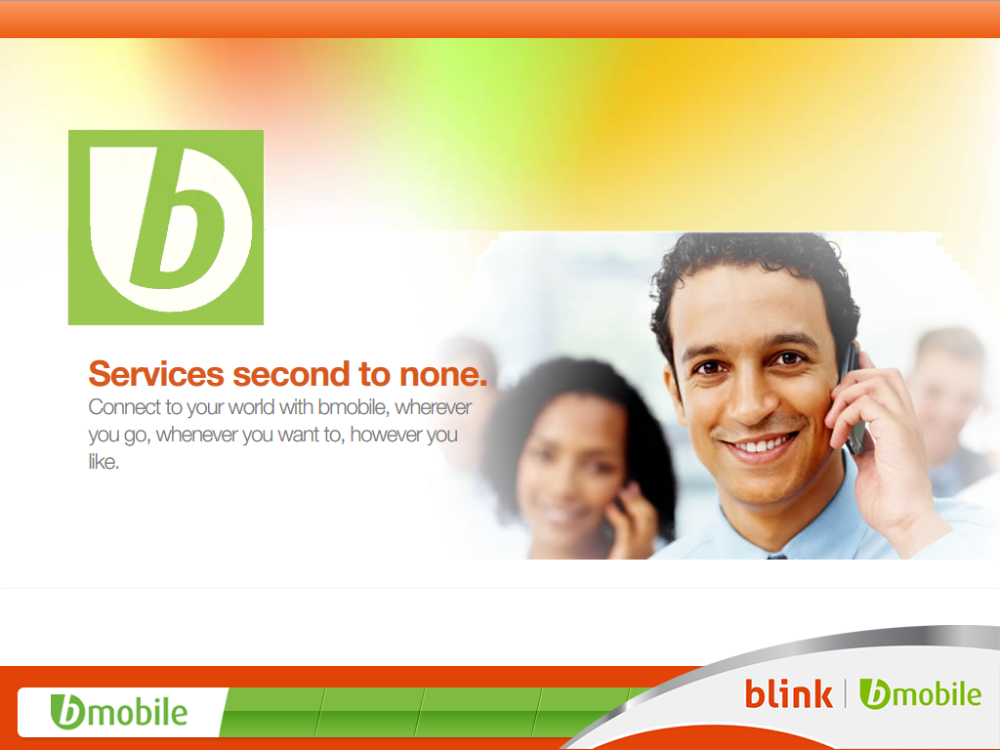 b
Services second to none.
Connect to your world with bmobile, wherever
you go, whenever you want to, however you
like.
bmobile
blink | bmobile